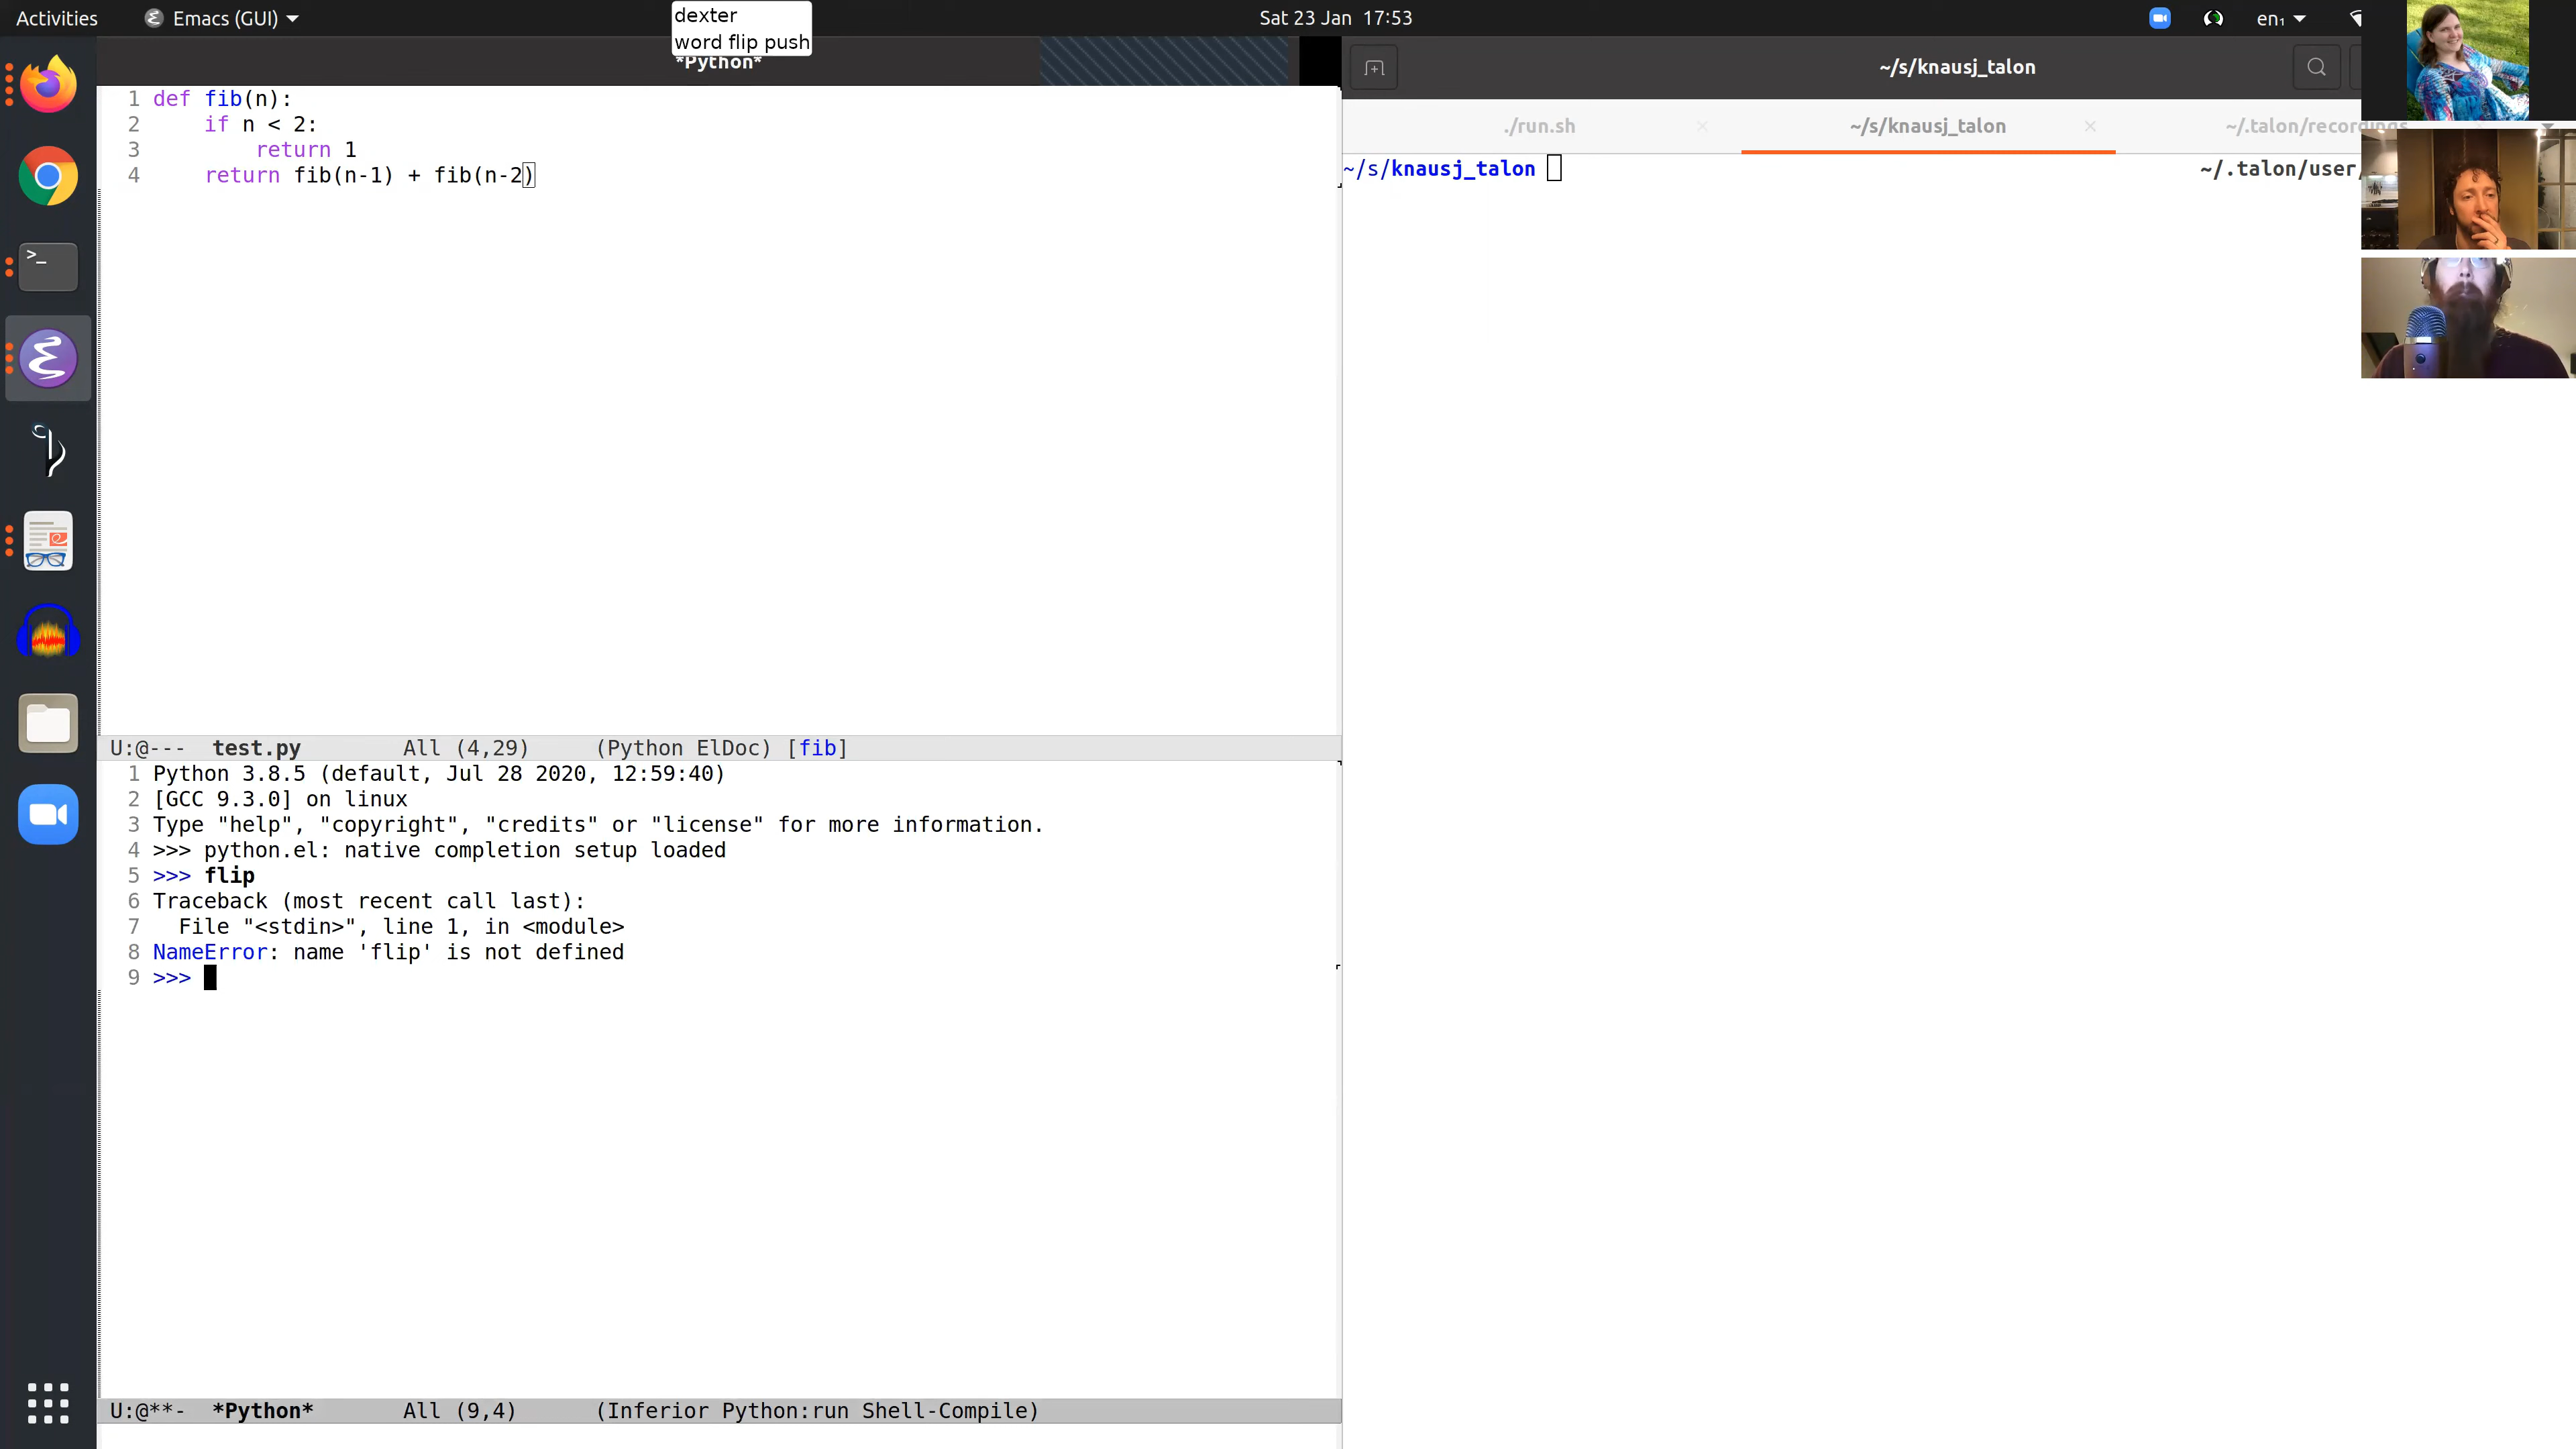 Activities
Emacs (GUI)
dexter
word flip push
Sat 23 Jan 17:53
en₁
*Python*
~/s/knausj_talon
1 def fib(n):
2 if n < 2:
3 return 1
4 return fib(n-1) + fib(n-2)
./run.sh
~/s/knausj_talon
~/.talon/recordings
~/s/knausj_talon
~/.talon/user/
U:@--- test.py All (4,29) (Python ElDoc) [fib]
1 Python 3.8.5 (default, Jul 28 2020, 12:59:40)
2 [GCC 9.3.0] on linux
3 Type "help", "copyright", "credits" or "license" for more information.
4 >>> python.el: native completion setup loaded
5 >>> flip
6 Traceback (most recent call last):
7 File "<stdin>", line 1, in <module>
8 NameError: name 'flip' is not defined
9 >>>
U:@**- *Python* All (9,4) (Inferior Python:run Shell-Compile)